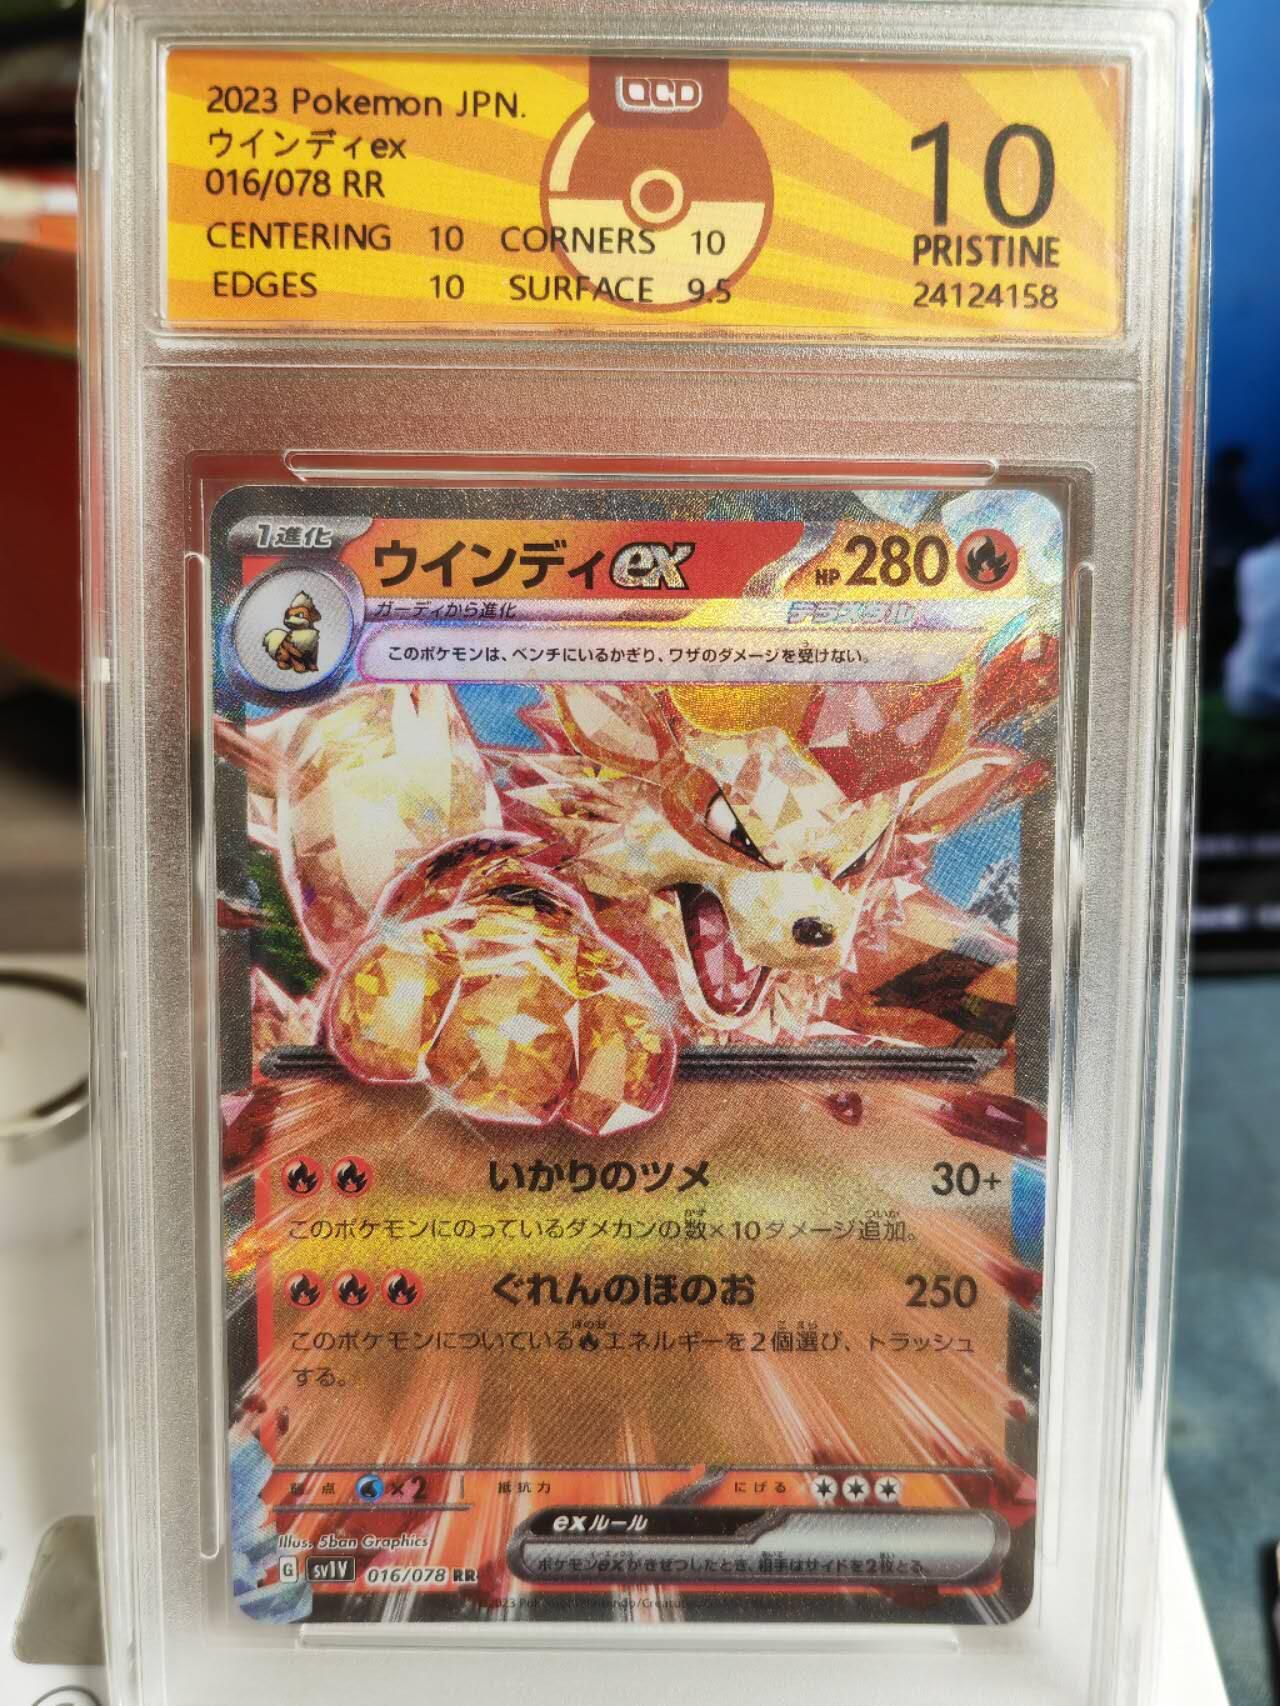 2023 Pokemon JPN.
ウインディex
016/078 RR
CENTERING 10 CORNERS 10
EDGES 10 SURFACE 9.5
10
PRISTINE
24124158
1進化
ウインディex
HP 280
ガーディから進化
テラスタル
このポケモンは、ベンチにいるかぎり、ワザのダメージを受けない。
いかりのツメ 30+
このポケモンにのっているダメカンの数×10ダメージ追加。
ぐれんのほのお 250
このポケモンについているエネルギーを2個選び、トラッシュ
する。
弱点 ×2 抵抗力 にげる
exルール
ポケモンexがきぜつしたとき、相手はサイドを2枚とる。
Illus. 5ban Graphics
G SV1V 016/078 RR